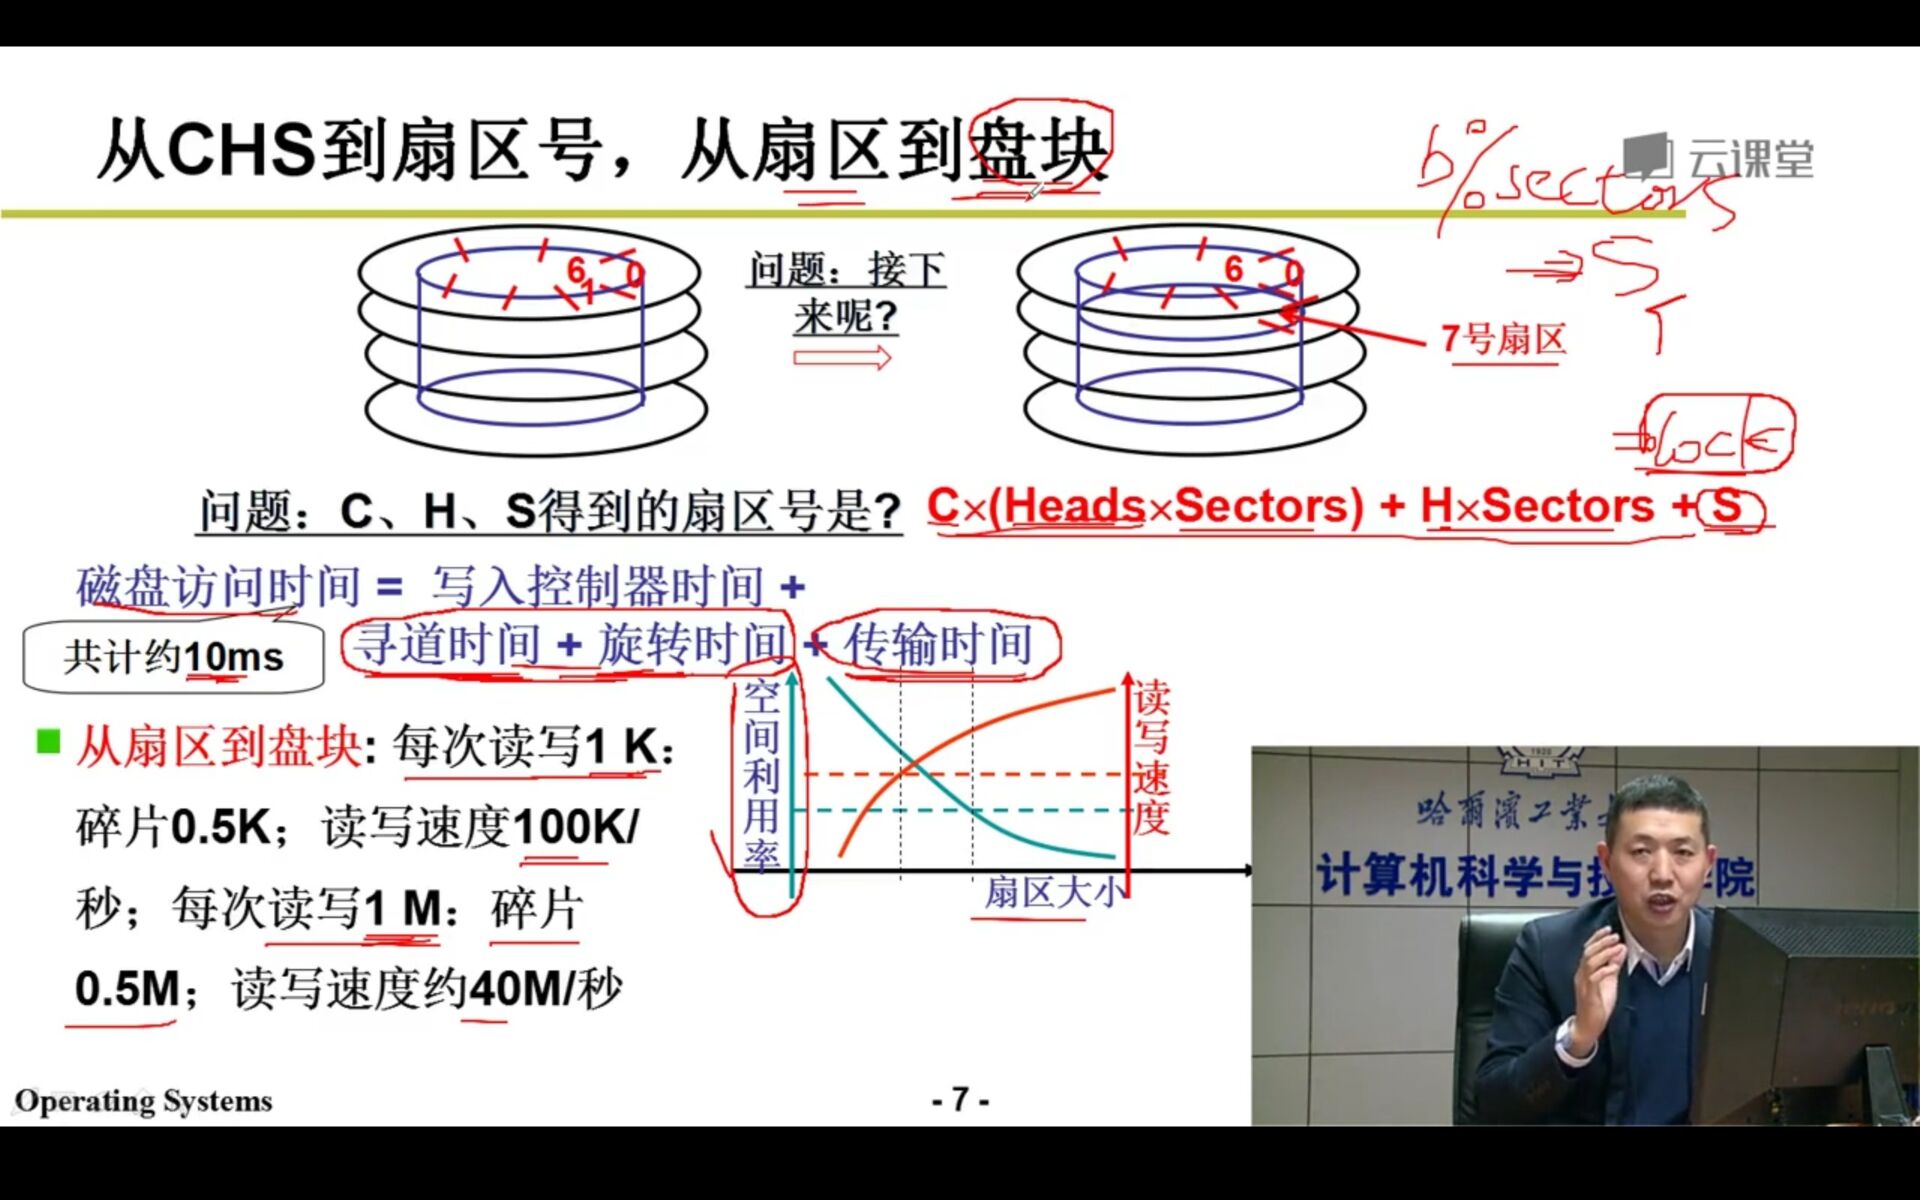 从CHS到扇区号，从扇区到盘块
b%sectors
云课堂
⇒S
6
1
0
问题：接下
来呢?
6
0
7号扇区
block
问题：C、H、S得到的扇区号是? C×(Heads×Sectors) + H×Sectors + S
磁盘访问时间 = 写入控制器时间 +
寻道时间 + 旋转时间 + 传输时间
共计约10ms
空间利用率
读写速度
扇区大小
从扇区到盘块: 每次读写1 K：
碎片0.5K；读写速度100K/
秒；每次读写1 M：碎片
0.5M；读写速度约40M/秒
1920
HIT
哈爾濱工業大
计算机科学与技 学院
Operating Systems
- 7 -